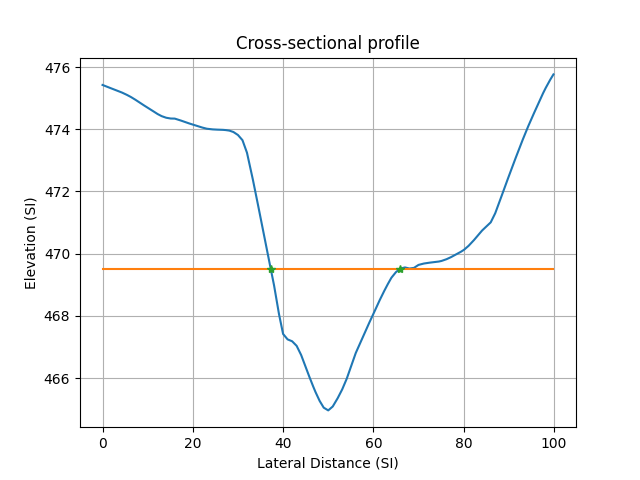 Cross-sectional profile
476
474
472
470
468
466
Elevation (SI)
0 20 40 60 80 100
Lateral Distance (SI)